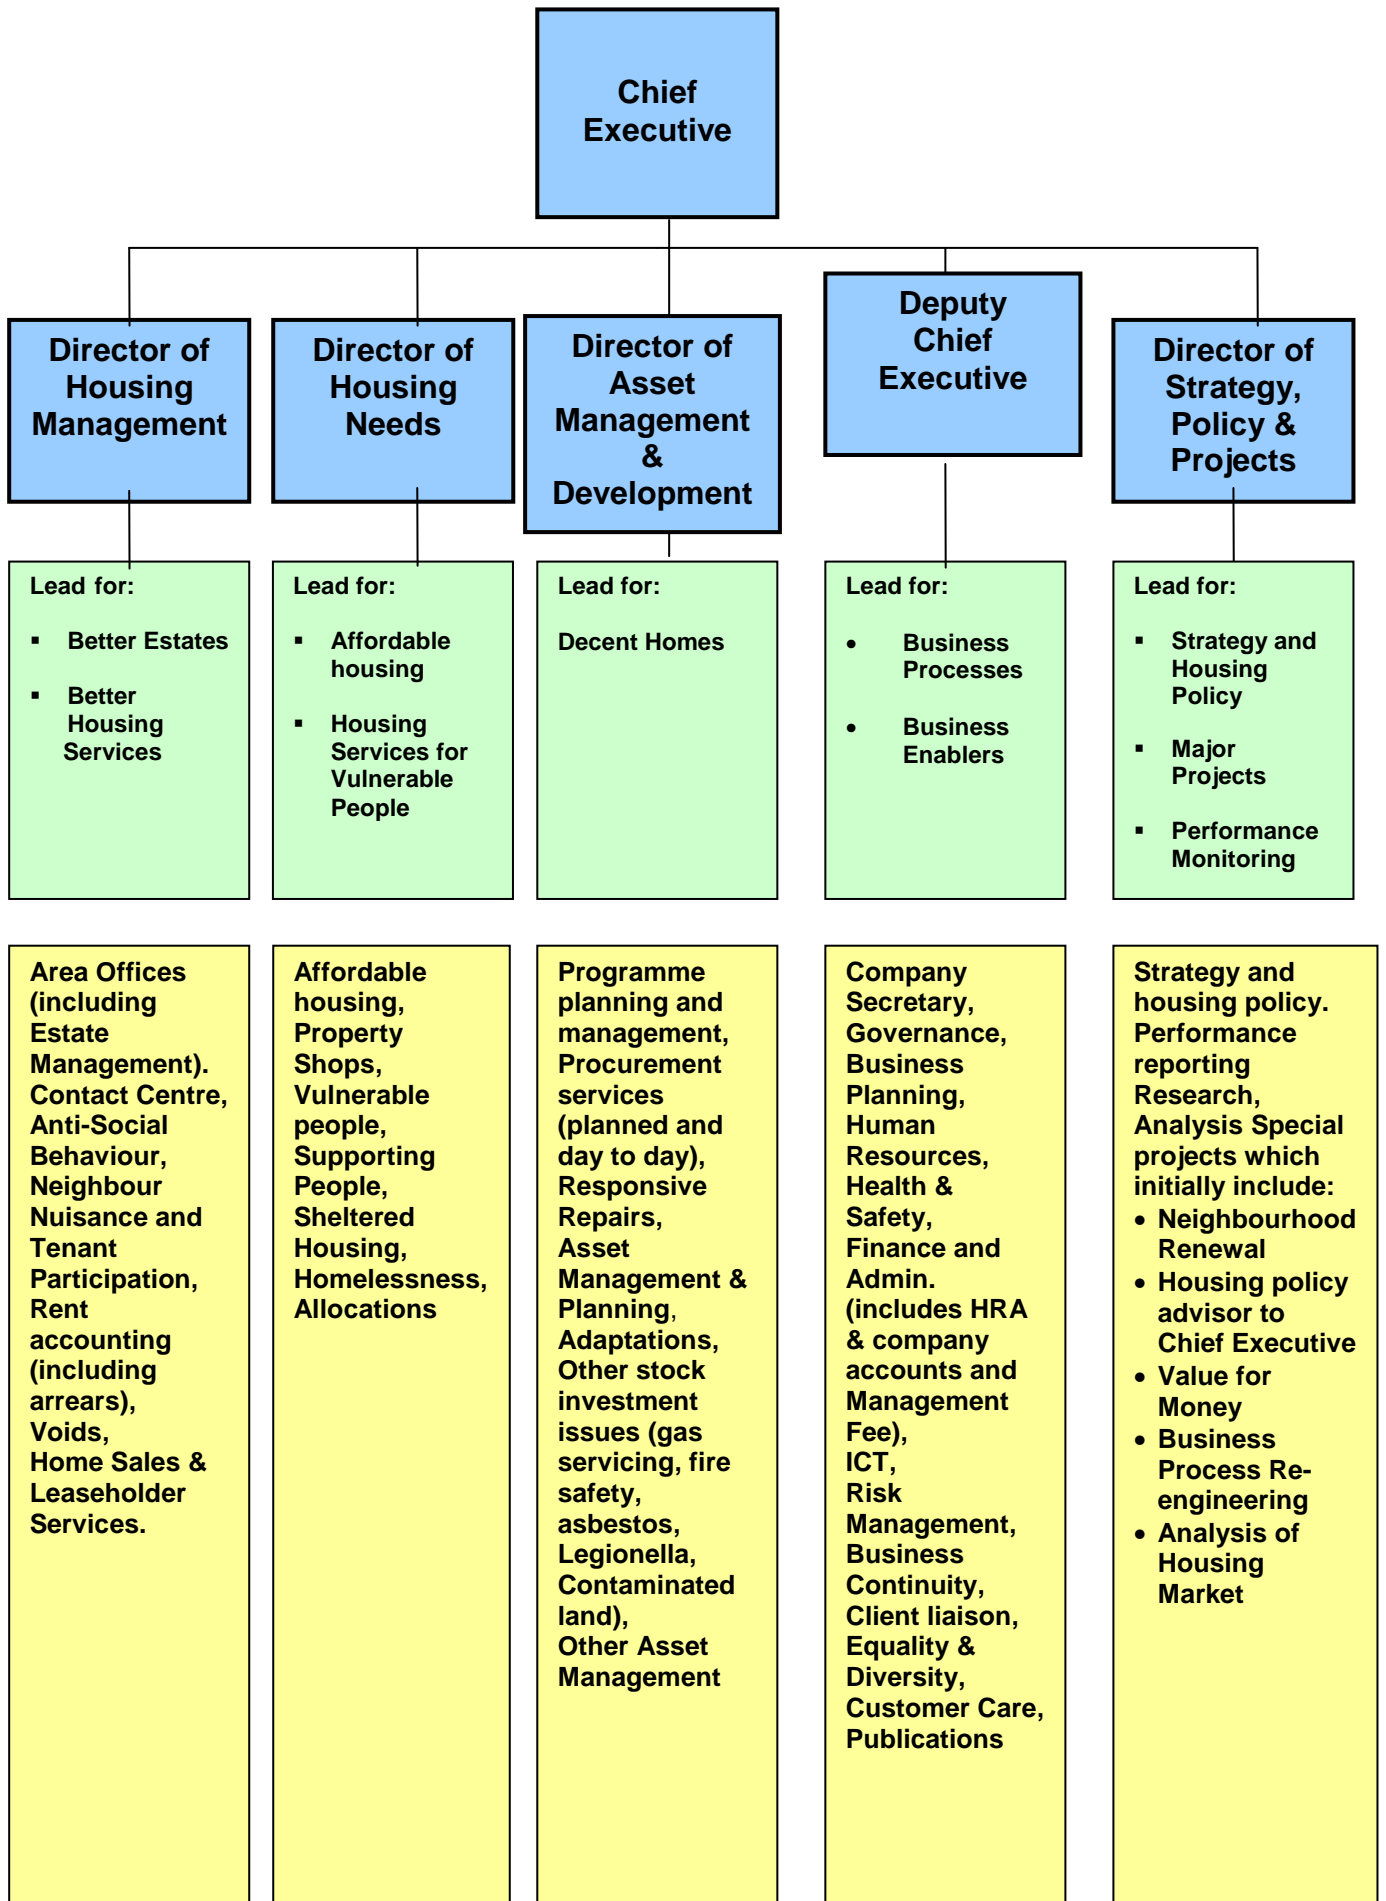 Chief
Executive
Director of
Housing
Management
Director of
Housing
Needs
Director of
Asset
Management
&
Development
Deputy
Chief
Executive
Director of
Strategy,
Policy &
Projects
Lead for:
▪ Better Estates
▪ Better
Housing
Services
Lead for:
▪ Affordable
housing
▪ Housing
Services for
Vulnerable
People
Lead for:
Decent Homes
Lead for:
• Business
Processes
• Business
Enablers
Lead for:
▪ Strategy and
Housing
Policy
▪ Major
Projects
▪ Performance
Monitoring
Area Offices
(including
Estate
Management).
Contact Centre,
Anti-Social
Behaviour,
Neighbour
Nuisance and
Tenant
Participation,
Rent
accounting
(including
arrears),
Voids,
Home Sales &
Leaseholder
Services.
Affordable
housing,
Property
Shops,
Vulnerable
people,
Supporting
People,
Sheltered
Housing,
Homelessness,
Allocations
Programme
planning and
management,
Procurement
services
(planned and
day to day),
Responsive
Repairs,
Asset
Management &
Planning,
Adaptations,
Other stock
investment
issues (gas
servicing, fire
safety,
asbestos,
Legionella,
Contaminated
land),
Other Asset
Management
Company
Secretary,
Governance,
Business
Planning,
Human
Resources,
Health &
Safety,
Finance and
Admin.
(includes HRA
& company
accounts and
Management
Fee),
ICT,
Risk
Management,
Business
Continuity,
Client liaison,
Equality &
Diversity,
Customer Care,
Publications
Strategy and
housing policy.
Performance
reporting
Research,
Analysis Special
projects which
initially include:
• Neighbourhood
Renewal
• Housing policy
advisor to
Chief Executive
• Value for
Money
• Business
Process Re-
engineering
• Analysis of
Housing
Market